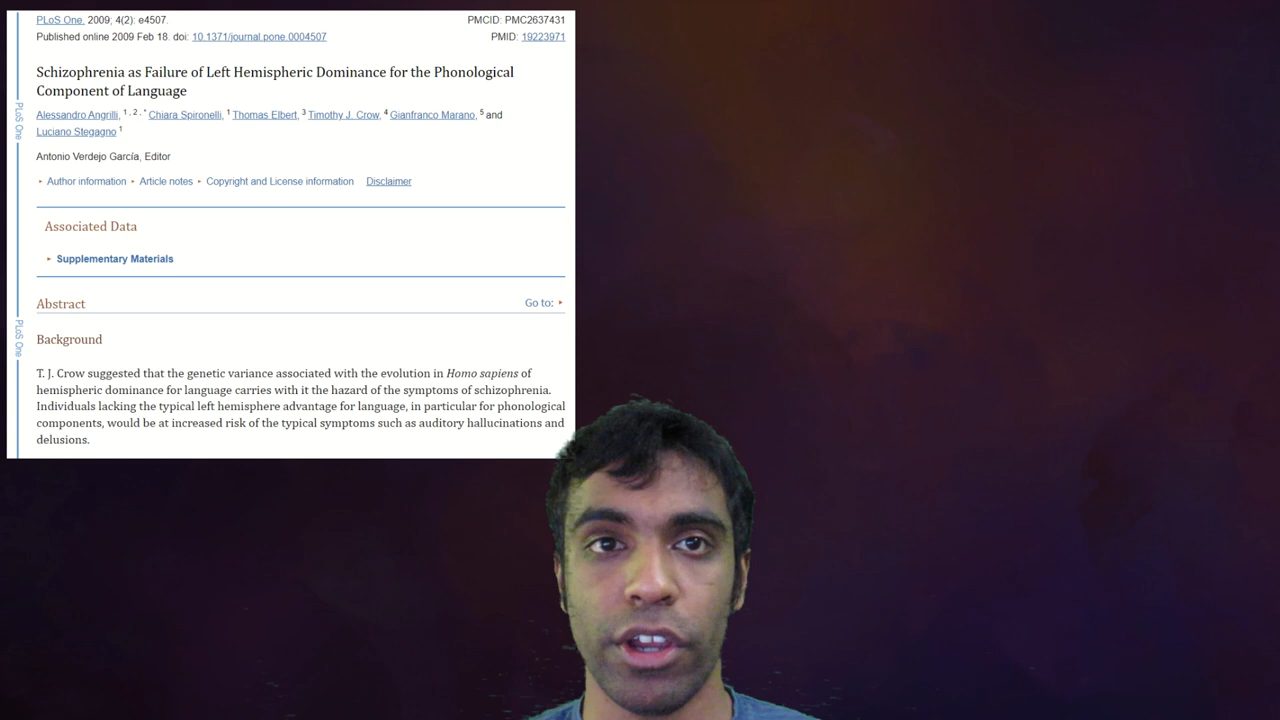 PLoS One. 2009; 4(2): e4507.
PMCID: PMC2637431
Published online 2009 Feb 18. doi: 10.1371/journal.pone.0004507
PMID: 19223971
Schizophrenia as Failure of Left Hemispheric Dominance for the Phonological
Component of Language
Alessandro Angrilli, 1 , 2 , * Chiara Spironelli, 1 Thomas Elbert, 3 Timothy J. Crow, 4 Gianfranco Marano, 5 and
Luciano Stegagno 1
Antonio Verdejo García, Editor
▸ Author information ▸ Article notes ▸ Copyright and License information Disclaimer
PLoS One
Associated Data
▸ Supplementary Materials
Abstract
Go to: ▸
PLoS One
Background
T. J. Crow suggested that the genetic variance associated with the evolution in Homo sapiens of
hemispheric dominance for language carries with it the hazard of the symptoms of schizophrenia.
Individuals lacking the typical left hemisphere advantage for language, in particular for phonological
components, would be at increased risk of the typical symptoms such as auditory hallucinations and
delusions.